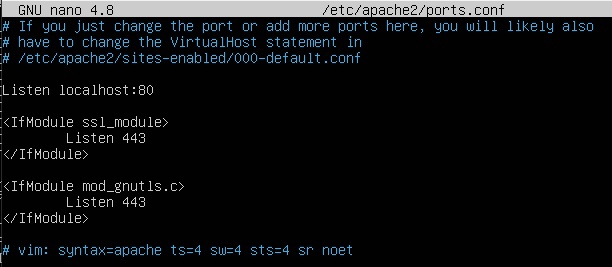 GNU nano 4.8 /etc/apache2/ports.conf
# If you just change the port or add more ports here, you will likely also
# have to change the VirtualHost statement in
# /etc/apache2/sites-enabled/000-default.conf
Listen localhost:80
<IfModule ssl_module>
Listen 443
</IfModule>
<IfModule mod_gnutls.c>
Listen 443
</IfModule>
# vim: syntax=apache ts=4 sw=4 sts=4 sr noet